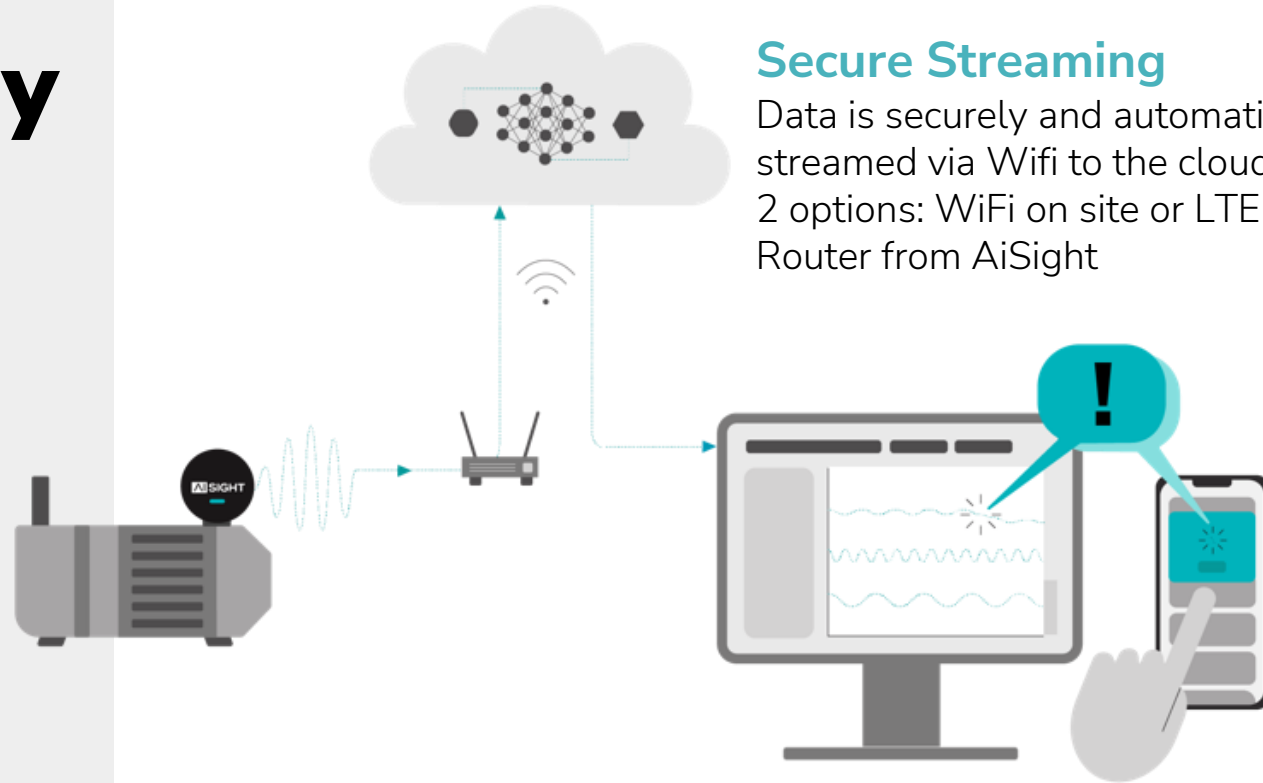 y
Secure Streaming
Data is securely and automati
streamed via Wifi to the cloud
2 options: WiFi on site or LTE
Router from AiSight
AISIGHT
!